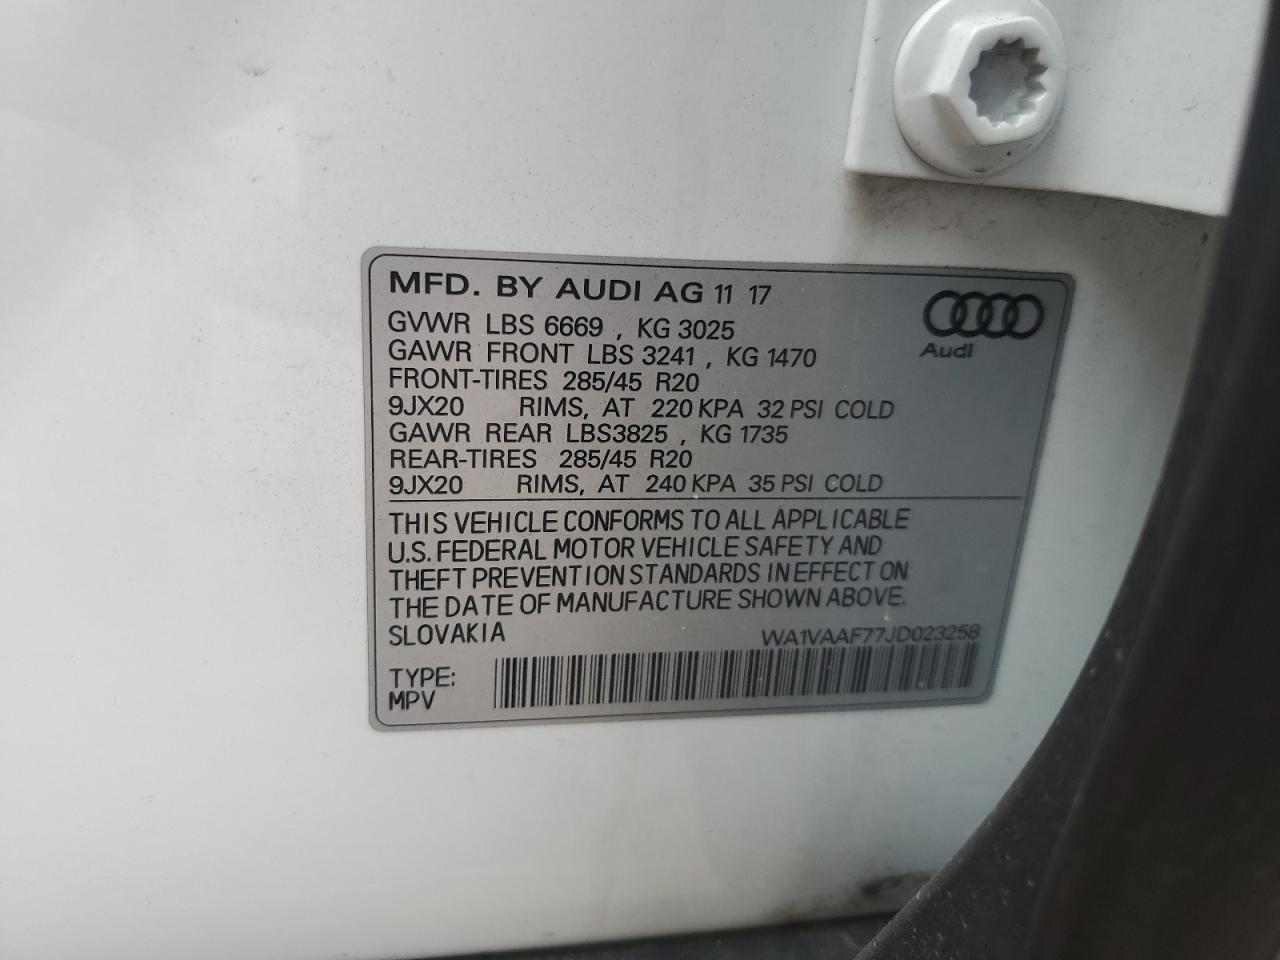 MFD. BY AUDI AG 11 17
Audi
GVWR LBS 6669 , KG 3025
GAWR FRONT LBS 3241 , KG 1470
FRONT-TIRES 285/45 R20
9JX20 RIMS, AT 220 KPA 32 PSI COLD
GAWR REAR LBS3825 , KG 1735
REAR-TIRES 285/45 R20
9JX20 RIMS, AT 240 KPA 35 PSI COLD
THIS VEHICLE CONFORMS TO ALL APPLICABLE
U.S. FEDERAL MOTOR VEHICLE SAFETY AND
THEFT PREVENTION STANDARDS IN EFFECT ON
THE DATE OF MANUFACTURE SHOWN ABOVE.
SLOVAKIA WA1VAAF77JD023258
TYPE:
MPV